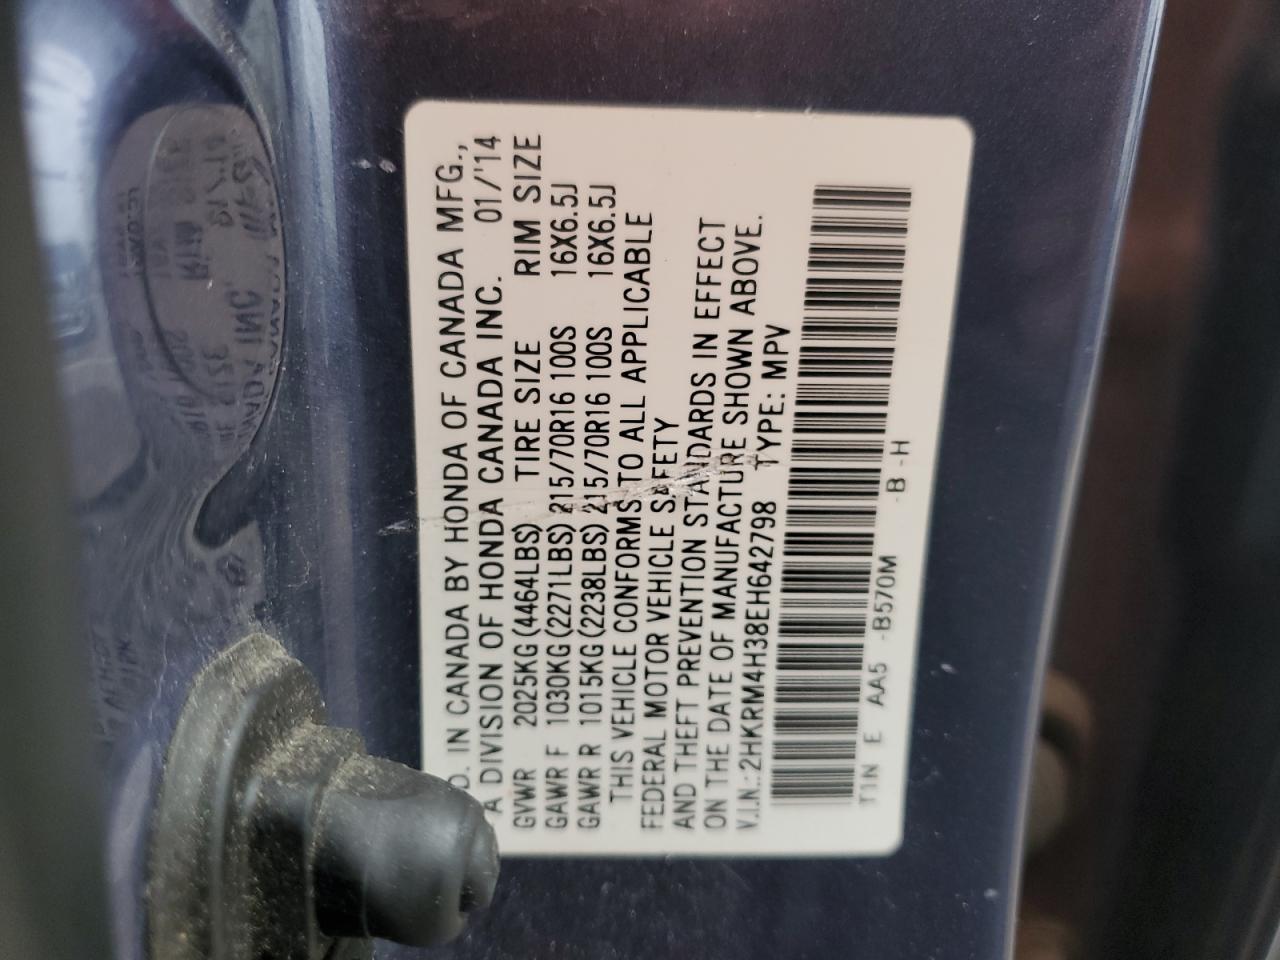 D. IN CANADA BY HONDA OF CANADA MFG.,
A DIVISION OF HONDA CANADA INC. 01/'14
GVWR 2025KG(4464LBS) TIRE SIZE RIM SIZE
GAWR F 1030KG(2271LBS) 215/70R16 100S 16X6.5J
GAWR R 1015KG(2238LBS) 215/70R16 100S 16X6.5J
THIS VEHICLE CONFORMS TO ALL APPLICABLE
FEDERAL MOTOR VEHICLE SAFETY
AND THEFT PREVENTION STANDARDS IN EFFECT
ON THE DATE OF MANUFACTURE SHOWN ABOVE.
V.I.N.:2HKRM4H38EH642798 TYPE: MPV
T1N E AA5 -B570M -B -H